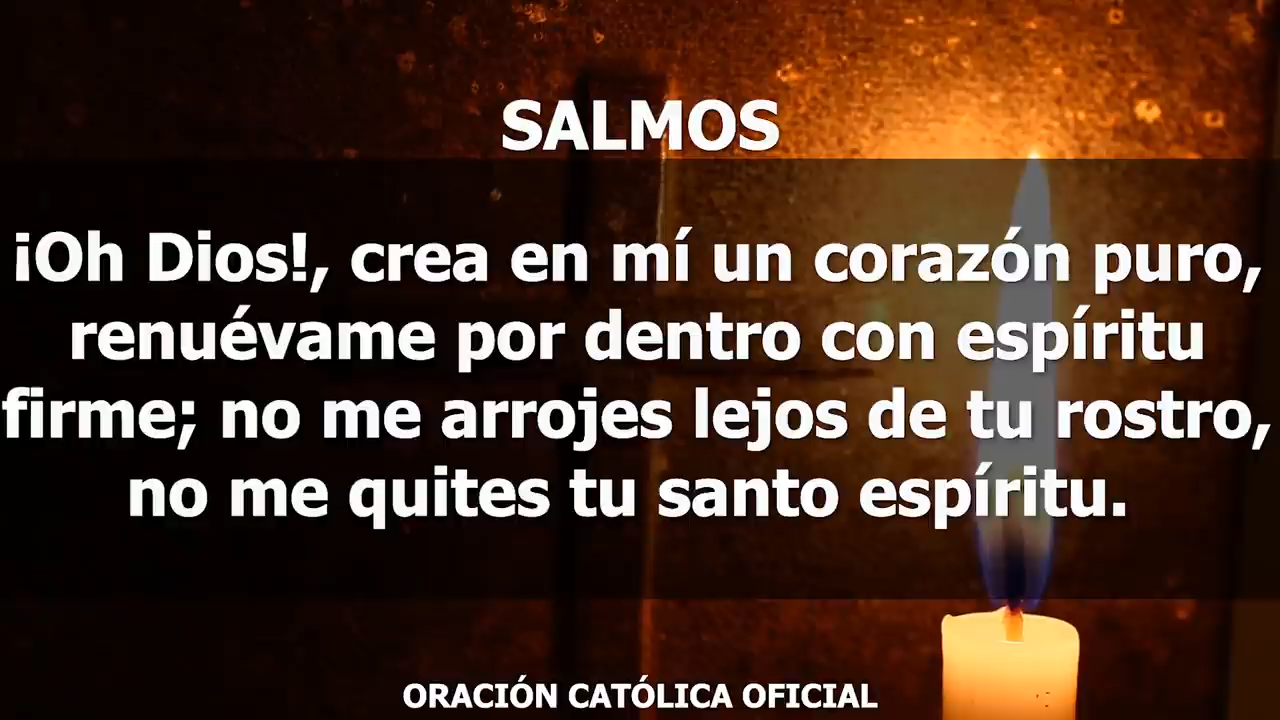 SALMOS
¡Oh Dios!, crea en mí un corazón puro,
renuévame por dentro con espíritu
firme; no me arrojes lejos de tu rostro,
no me quites tu santo espíritu.
ORACIÓN CATÓLICA OFICIAL